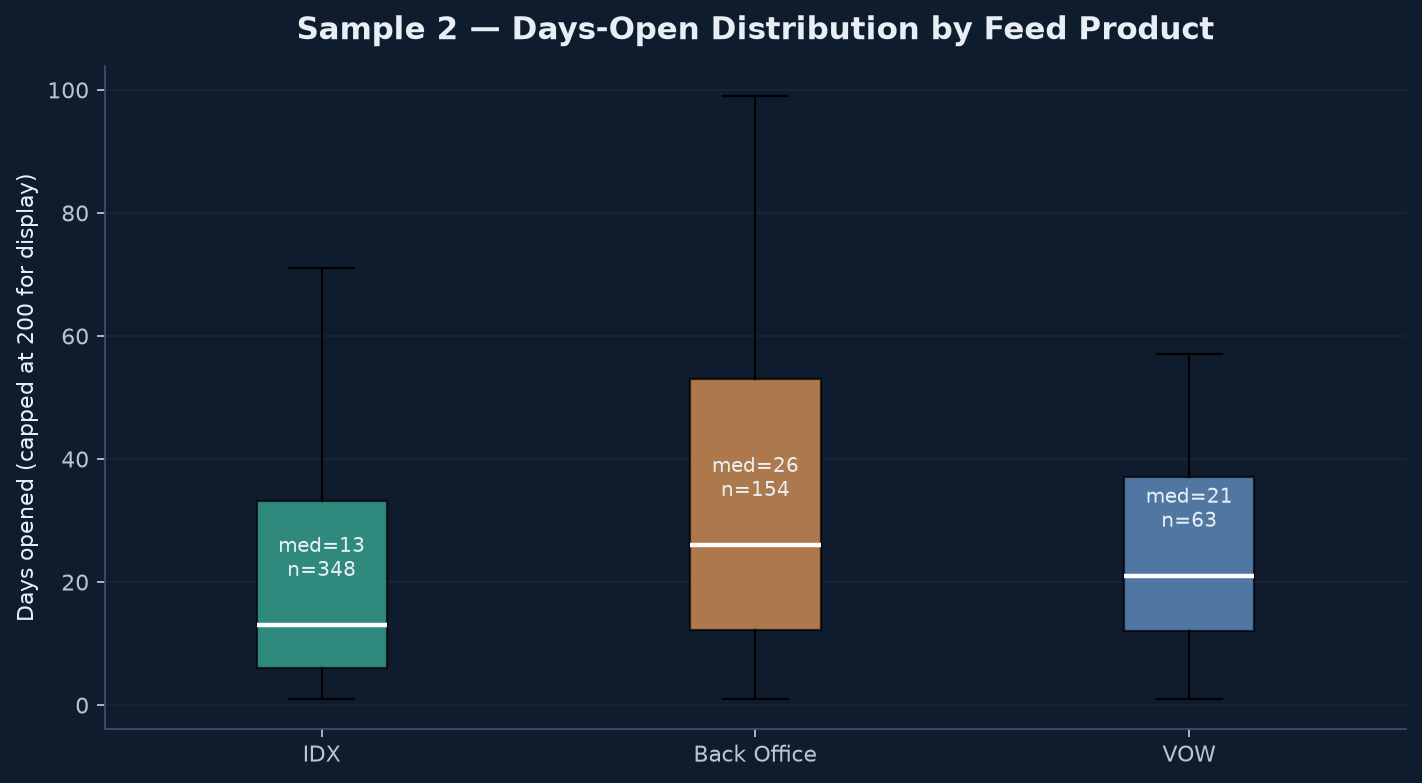 Sample 2 — Days-Open Distribution by Feed Product
Days opened (capped at 200 for display)
100
80
60
40
20
0
med=13
n=348
med=26
n=154
med=21
n=63
IDX
Back Office
VOW